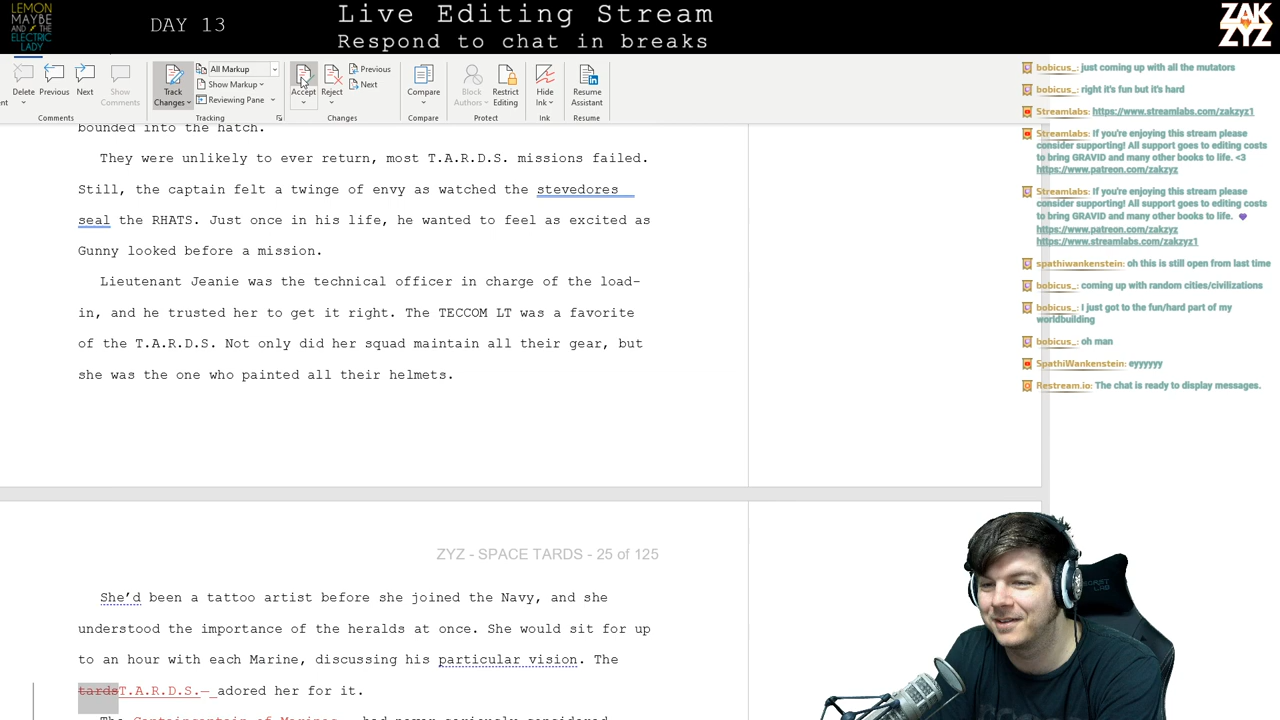 LEMON
MAYBE
AND THE
ELECTRIC
LADY
DAY 13
Live Editing Stream
Respond to chat in breaks
ZAK
ZYZ
Delete
Previous
Next
Show
Comments
Comments
Track
Changes
All Markup
Show Markup
Reviewing Pane
Tracking
Accept
Reject
Previous
Next
Changes
Compare
Compare
Block
Authors
Restrict
Editing
Protect
Hide
Ink
Ink
Resume
Assistant
Resume
bounded into the hatch.
They were unlikely to ever return, most T.A.R.D.S. missions failed.
Still, the captain felt a twinge of envy as watched the stevedores
seal the RHATS. Just once in his life, he wanted to feel as excited as
Gunny looked before a mission.
Lieutenant Jeanie was the technical officer in charge of the load-
in, and he trusted her to get it right. The TECCOM LT was a favorite
of the T.A.R.D.S. Not only did her squad maintain all their gear, but
she was the one who painted all their helmets.
ZYZ - SPACE TARDS - 25 of 125
She'd been a tattoo artist before she joined the Navy, and she
understood the importance of the heralds at once. She would sit for up
to an hour with each Marine, discussing his particular vision. The
tardsT.A.R.D.S. adored her for it.
bobicus_: just coming up with all the mutators
bobicus_: right it's fun but it's hard
Streamlabs: https://www.streamlabs.com/zakzyz1
Streamlabs: If you're enjoying this stream please
consider supporting! All support goes to editing costs
to bring GRAVID and many other books to life. <3
https://www.patreon.com/zakzyz
Streamlabs: If you're enjoying this stream please
consider supporting! All support goes to editing costs
to bring GRAVID and many other books to life. 💜
https://www.patreon.com/zakzyz
https://www.streamlabs.com/zakzyz1
spathiwankenstein: oh this is still open from last time
bobicus_: coming up with random cities/civilizations
bobicus_: I just got to the fun/hard part of my
worldbuilding
bobicus_: oh man
SpathiWankenstein: eyyyyyy
Restream.io: The chat is ready to display messages.